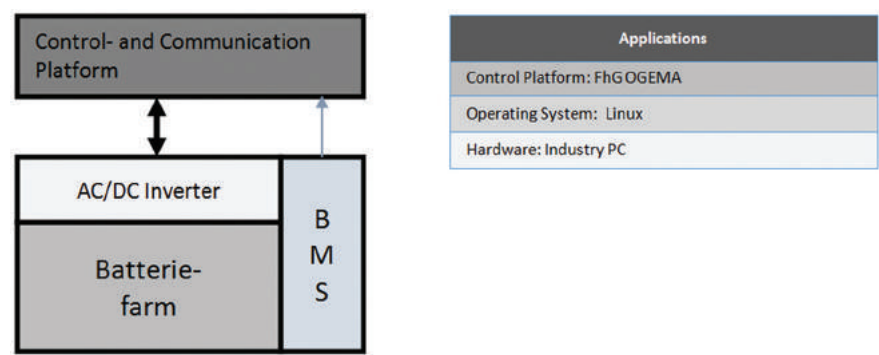 Control- and Communication
Platform
AC/DC Inverter
Batterie-
farm
B
M
S
Applications
Control Platform: FhG OGEMA
Operating System: Linux
Hardware: Industry PC